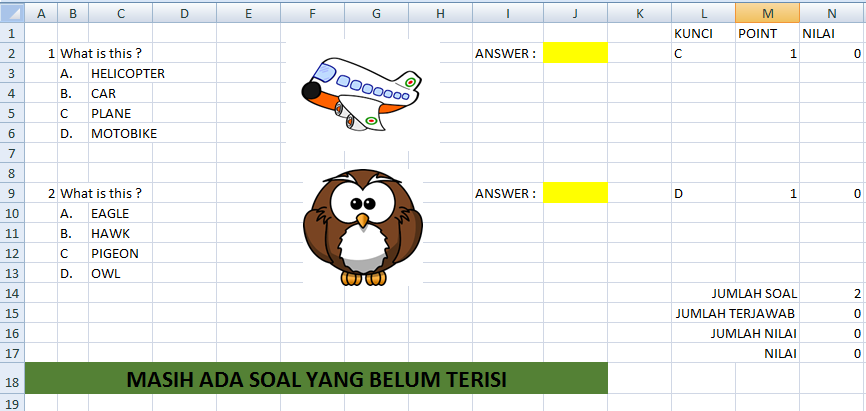 A B C D E F G H I J K L M N
1 KUNCI POINT NILAI
2 1 What is this ? ANSWER : C 1 0
3 A. HELICOPTER
4 B. CAR
5 C PLANE
6 D. MOTOBIKE
7
8
9 2 What is this ? ANSWER : D 1 0
10 A. EAGLE
11 B. HAWK
12 C PIGEON
13 D. OWL
14 JUMLAH SOAL 2
15 JUMLAH TERJAWAB 0
16 JUMLAH NILAI 0
17 NILAI 0
18 MASIH ADA SOAL YANG BELUM TERISI
19